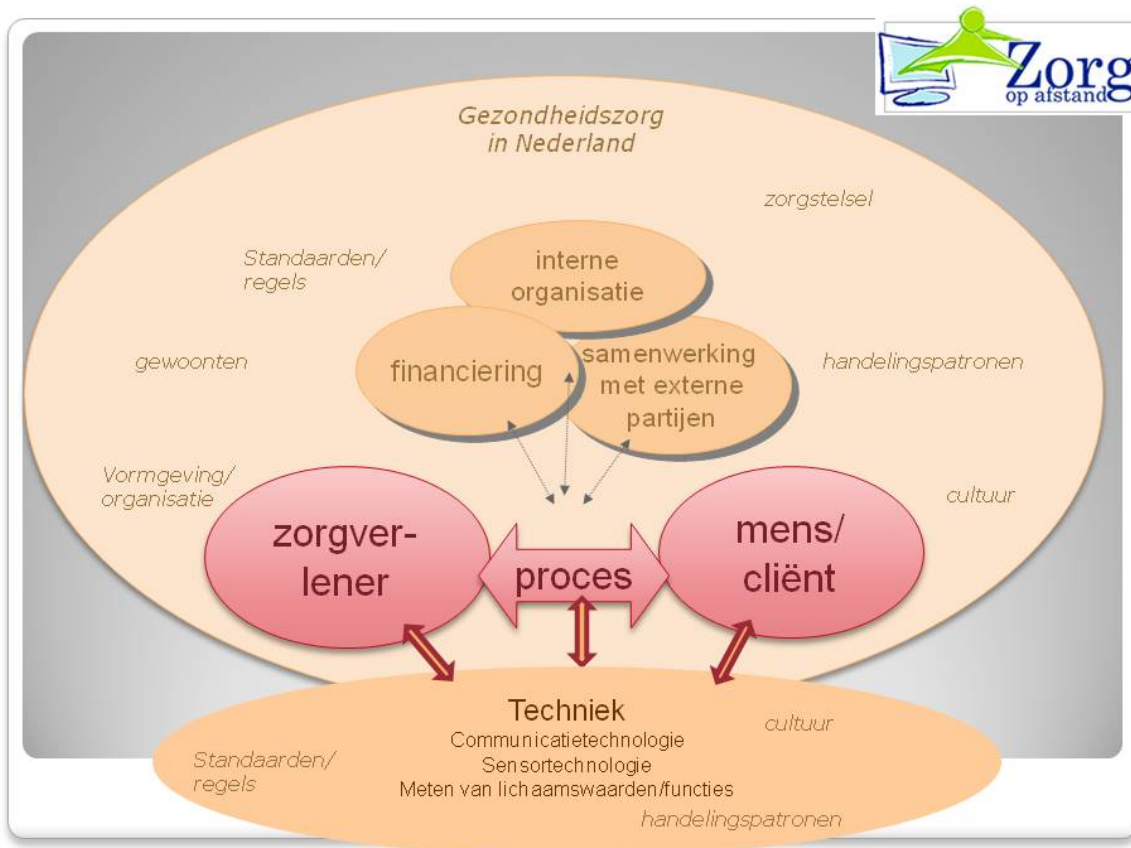 Zorg
op afstand
Gezondheidszorg
in Nederland
zorgstelsel
Standaarden/
regels
interne
organisatie
gewoonten
financiering
samenwerking
met externe
partijen
handelingspatronen
Vormgeving/
organisatie
cultuur
zorgver-
lener
proces
mens/
cliënt
Techniek
Communicatietechnologie
Sensortechnologie
Meten van lichaamswaarden/functies
cultuur
Standaarden/
regels
handelingspatronen